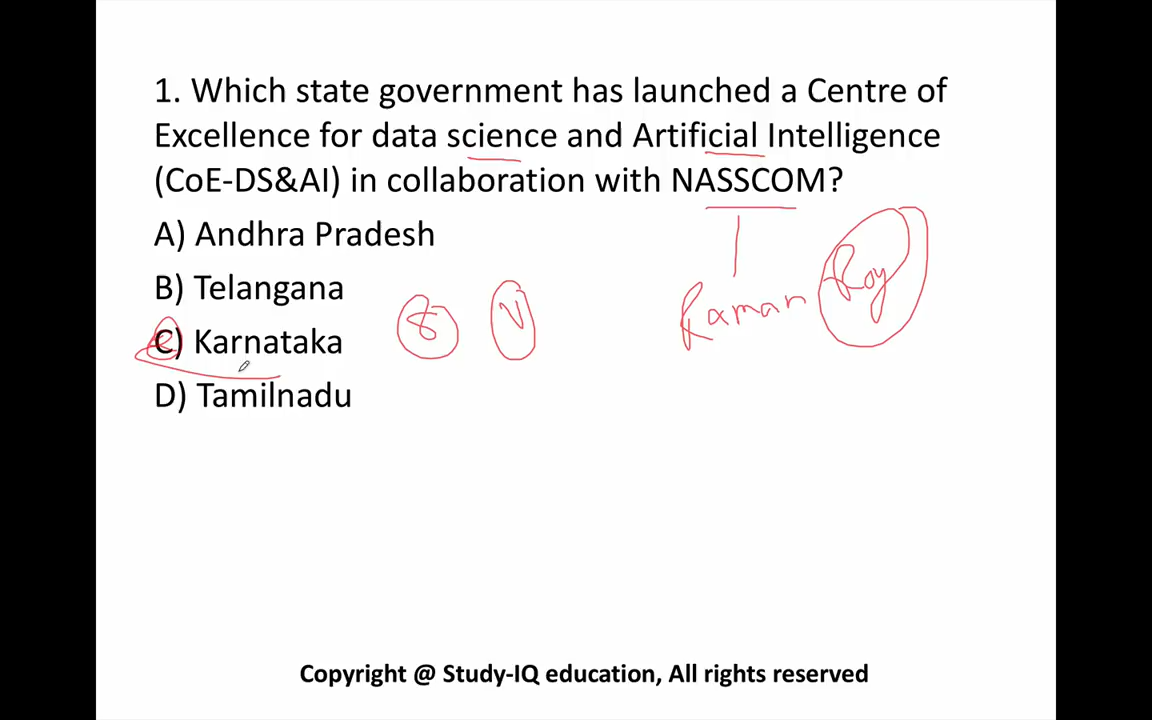 1. Which state government has launched a Centre of
Excellence for data science and Artificial Intelligence
(CoE-DS&AI) in collaboration with NASSCOM?
A) Andhra Pradesh
B) Telangana
C) Karnataka
D) Tamilnadu
Raman Roy
Copyright @ Study-IQ education, All rights reserved